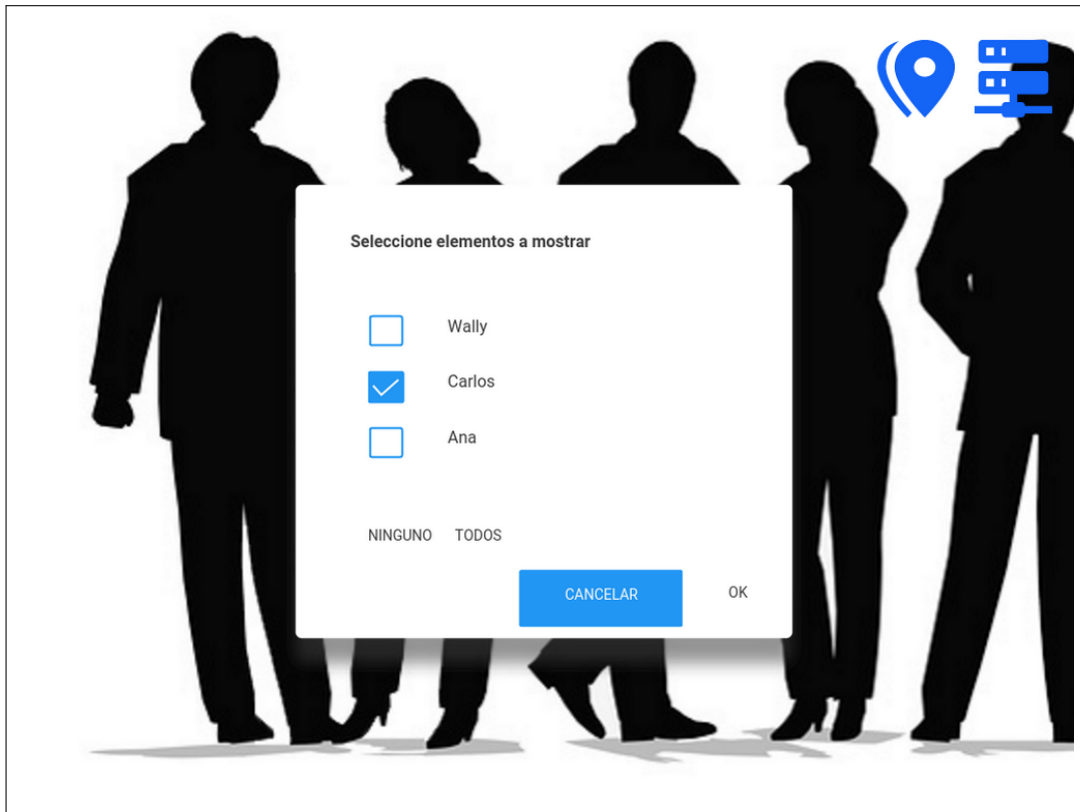 Seleccione elementos a mostrar
Wally
Carlos
Ana
NINGUNO TODOS
CANCELAR OK